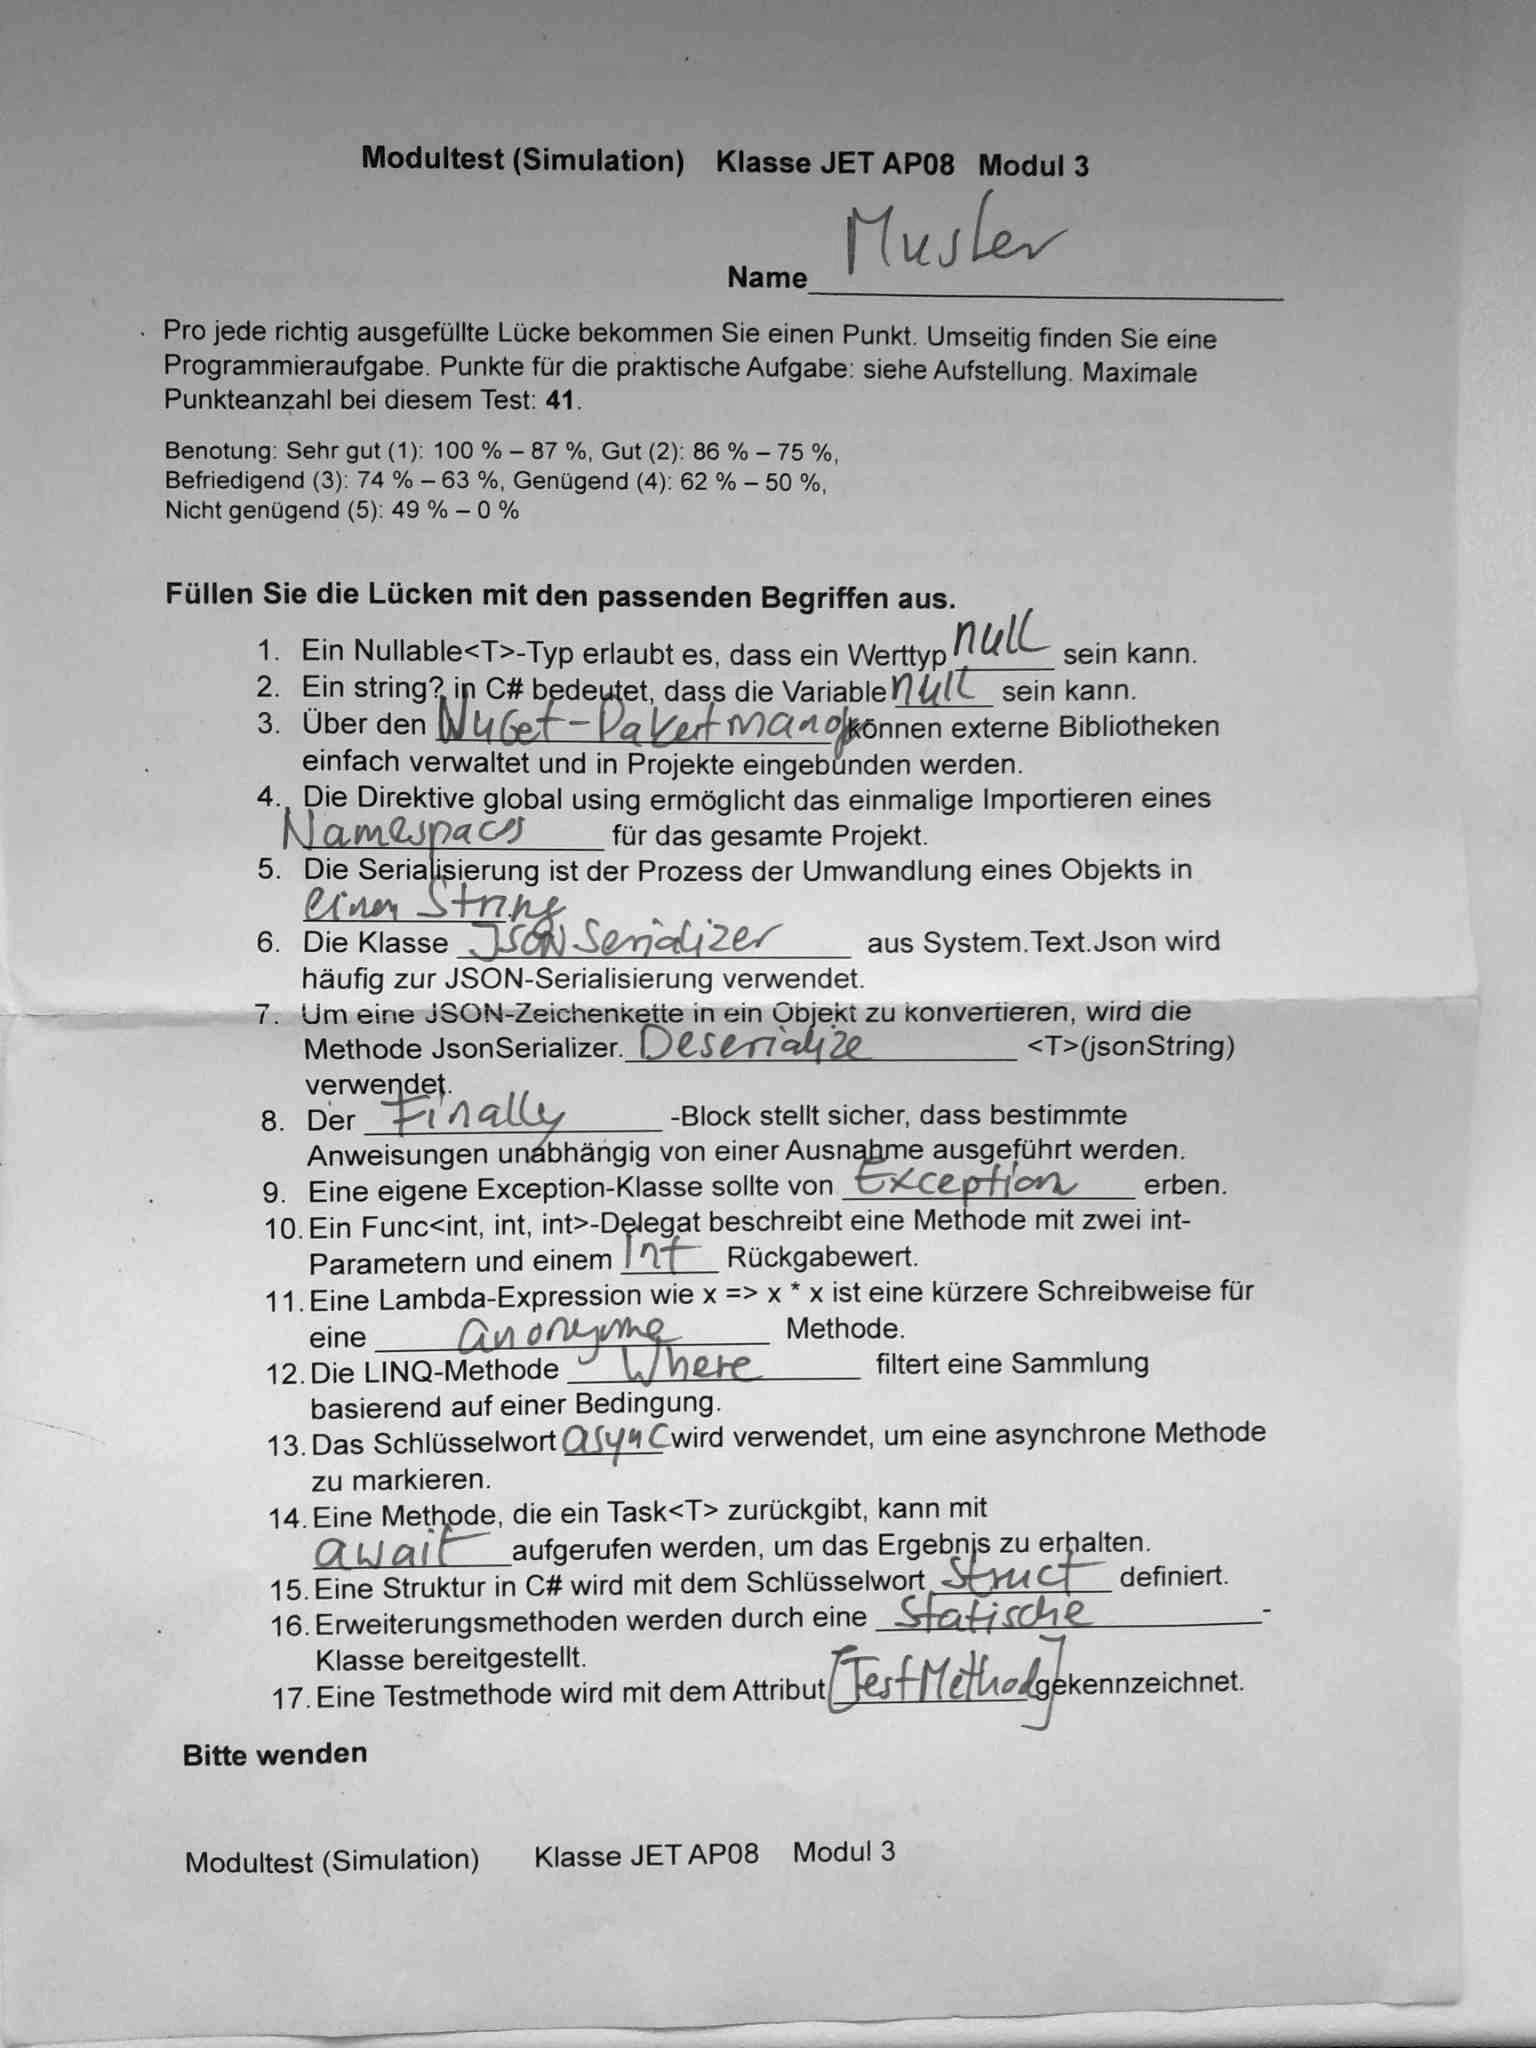 Modultest (Simulation) Klasse JET AP08 Modul 3
Muster
Name
Pro jede richtig ausgefüllte Lücke bekommen Sie einen Punkt. Umseitig finden Sie eine
Programmieraufgabe. Punkte für die praktische Aufgabe: siehe Aufstellung. Maximale
Punkteanzahl bei diesem Test: 41.
Benotung: Sehr gut (1): 100 % – 87 %, Gut (2): 86 % – 75 %,
Befriedigend (3): 74 % – 63 %, Genügend (4): 62 % – 50 %,
Nicht genügend (5): 49 % – 0 %
Füllen Sie die Lücken mit den passenden Begriffen aus.
1. Ein Nullable<T>-Typ erlaubt es, dass ein Werttyp null sein kann.
2. Ein string? in C# bedeutet, dass die Variable null sein kann.
3. Über den NuGet-Paketmanager können externe Bibliotheken
einfach verwaltet und in Projekte eingebunden werden.
4. Die Direktive global using ermöglicht das einmalige Importieren eines
Namespaces für das gesamte Projekt.
5. Die Serialisierung ist der Prozess der Umwandlung eines Objekts in
einen String.
6. Die Klasse JSON Serializer aus System.Text.Json wird
häufig zur JSON-Serialisierung verwendet.
7. Um eine JSON-Zeichenkette in ein Objekt zu konvertieren, wird die
Methode JsonSerializer. Deserialize <T>(jsonString)
verwendet.
8. Der Finally -Block stellt sicher, dass bestimmte
Anweisungen unabhängig von einer Ausnahme ausgeführt werden.
9. Eine eigene Exception-Klasse sollte von Exception erben.
10. Ein Func<int, int, int>-Delegat beschreibt eine Methode mit zwei int-
Parametern und einem Int Rückgabewert.
11. Eine Lambda-Expression wie x => x * x ist eine kürzere Schreibweise für
eine anonyme Methode.
12. Die LINQ-Methode Where filtert eine Sammlung
basierend auf einer Bedingung.
13. Das Schlüsselwort async wird verwendet, um eine asynchrone Methode
zu markieren.
14. Eine Methode, die ein Task<T> zurückgibt, kann mit
await aufgerufen werden, um das Ergebnis zu erhalten.
15. Eine Struktur in C# wird mit dem Schlüsselwort struct definiert.
16. Erweiterungsmethoden werden durch eine statische -
Klasse bereitgestellt.
17. Eine Testmethode wird mit dem Attribut [TestMethod] gekennzeichnet.
Bitte wenden
Modultest (Simulation) Klasse JET AP08 Modul 3